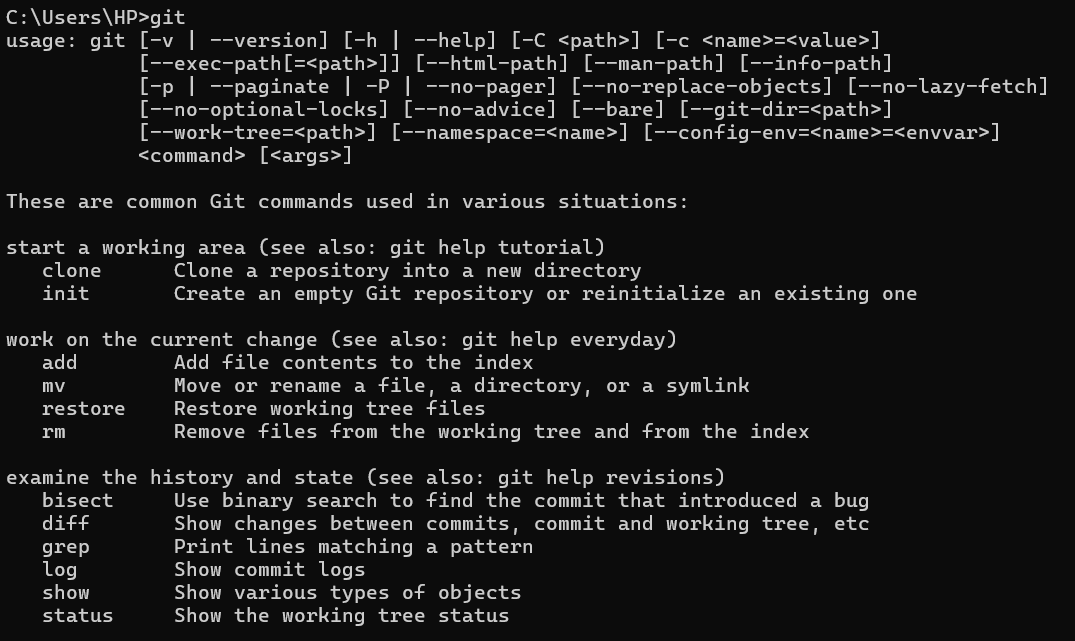 C:\Users\HP>git
usage: git [-v | --version] [-h | --help] [-C <path>] [-c <name>=<value>]
           [--exec-path[=<path>]] [--html-path] [--man-path] [--info-path]
           [-p | --paginate | -P | --no-pager] [--no-replace-objects] [--no-lazy-fetch]
           [--no-optional-locks] [--no-advice] [--bare] [--git-dir=<path>]
           [--work-tree=<path>] [--namespace=<name>] [--config-env=<name>=<envvar>]
           <command> [<args>]

These are common Git commands used in various situations:

start a working area (see also: git help tutorial)
   clone      Clone a repository into a new directory
   init       Create an empty Git repository or reinitialize an existing one

work on the current change (see also: git help everyday)
   add        Add file contents to the index
   mv         Move or rename a file, a directory, or a symlink
   restore    Restore working tree files
   rm         Remove files from the working tree and from the index

examine the history and state (see also: git help revisions)
   bisect     Use binary search to find the commit that introduced a bug
   diff       Show changes between commits, commit and working tree, etc
   grep       Print lines matching a pattern
   log        Show commit logs
   show       Show various types of objects
   status     Show the working tree status